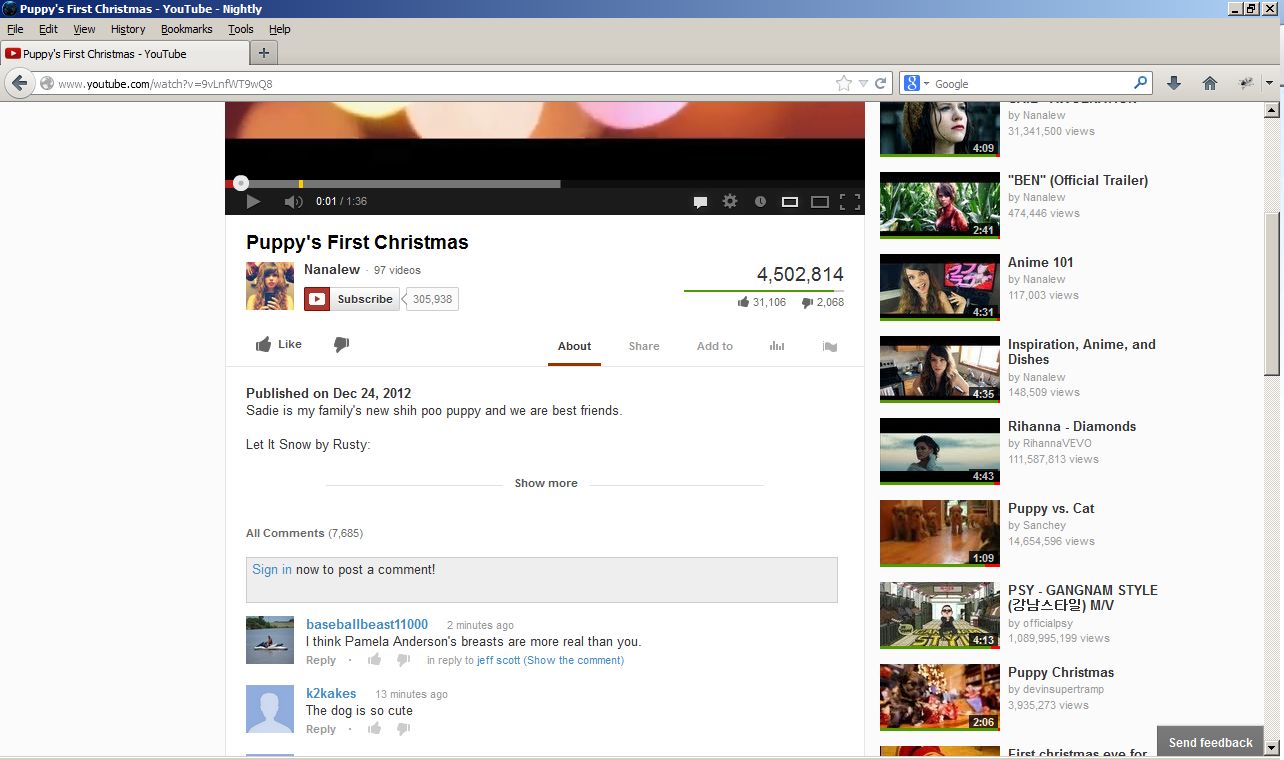 Puppy's First Christmas - YouTube - Nightly
File Edit View History Bookmarks Tools Help
Puppy's First Christmas - YouTube
www.youtube.com/watch?v=9vLnfWT9wQ8
Google
0:01 / 1:36
Puppy's First Christmas
Nanalew · 97 videos
Subscribe 305,938
4,502,814
31,106 2,068
Like
About Share Add to
Published on Dec 24, 2012
Sadie is my family's new shih poo puppy and we are best friends.
Let It Snow by Rusty:
Show more
All Comments (7,685)
Sign in now to post a comment!
baseballbeast11000 2 minutes ago
I think Pamela Anderson's breasts are more real than you.
Reply · in reply to jeff scott (Show the comment)
k2kakes 13 minutes ago
The dog is so cute
Reply ·
by Nanalew
31,341,500 views
4:09
"BEN" (Official Trailer)
by Nanalew
474,446 views
2:41
Anime 101
by Nanalew
117,003 views
4:31
Inspiration, Anime, and
Dishes
by Nanalew
148,509 views
4:35
Rihanna - Diamonds
by RihannaVEVO
111,587,813 views
4:43
Puppy vs. Cat
by Sanchey
14,654,596 views
1:09
PSY - GANGNAM STYLE
(강남스타일) M/V
by officialpsy
1,089,995,199 views
4:13
Puppy Christmas
by devinsupertramp
3,935,273 views
2:06
First christmas eve for
Send feedback